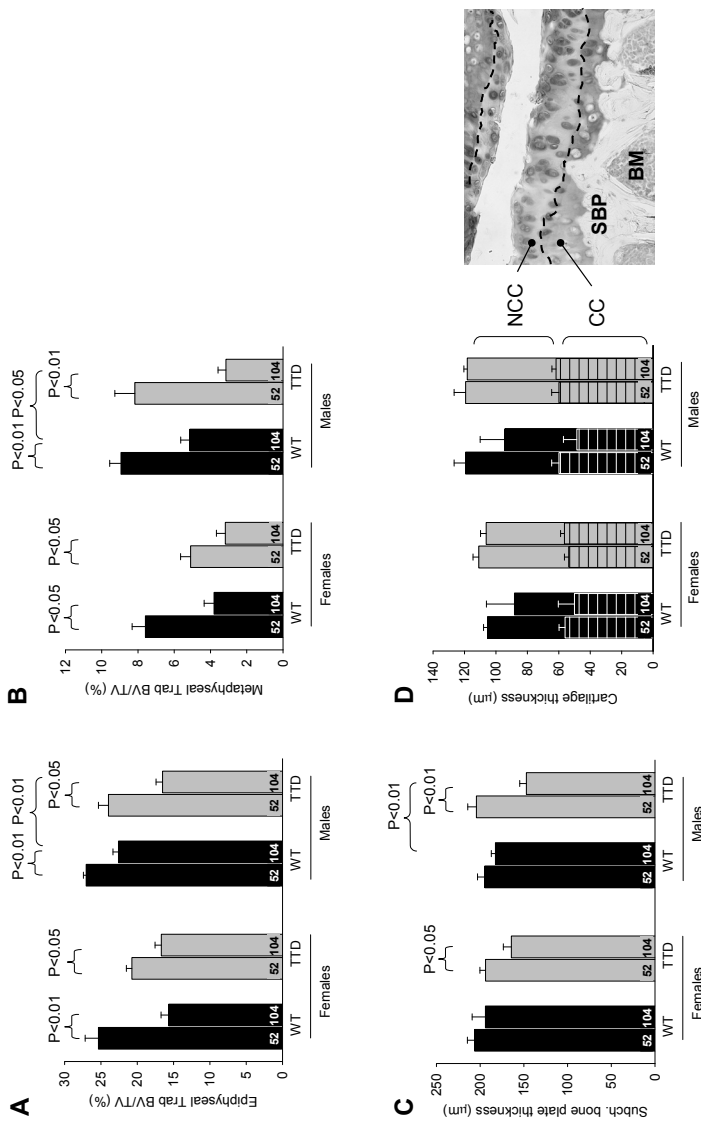 A
Epiphyseal Trab BV/TV (%)
30
25
20
15
10
5
0
P<0.01
P<0.05
P<0.01 P<0.01
P<0.05
52 104 52 104 52 104 52 104
WT TTD WT TTD
Females Males
B
Metaphyseal Trab BV/TV (%)
12
10
8
6
4
2
0
P<0.05
P<0.05
P<0.01 P<0.05
P<0.01
52 104 52 104 52 104 52 104
WT TTD WT TTD
Females Males
C
Subch. bone plate thickness (µm)
250
200
150
100
50
0
P<0.05
P<0.01
P<0.01
52 104 52 104 52 104 52 104
WT TTD WT TTD
Females Males
D
Cartilage thickness (µm)
140
120
100
80
60
40
20
0
52 104 52 104 52 104 52 104
WT TTD WT TTD
Females Males
NCC
CC
SBP
BM